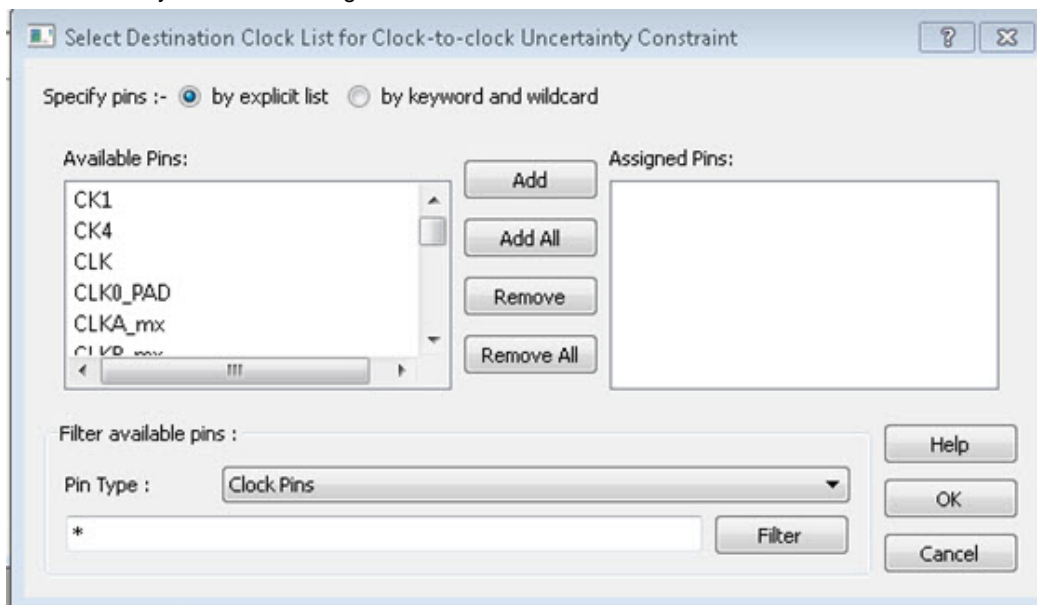 Select Destination Clock List for Clock-to-clock Uncertainty Constraint
Specify pins :- by explicit list by keyword and wildcard
Available Pins:
Assigned Pins:
CK1
CK4
CLK
CLK0_PAD
CLKA_mx
Add
Add All
Remove
Remove All
Filter available pins :
Pin Type : Clock Pins
*
Filter
Help
OK
Cancel